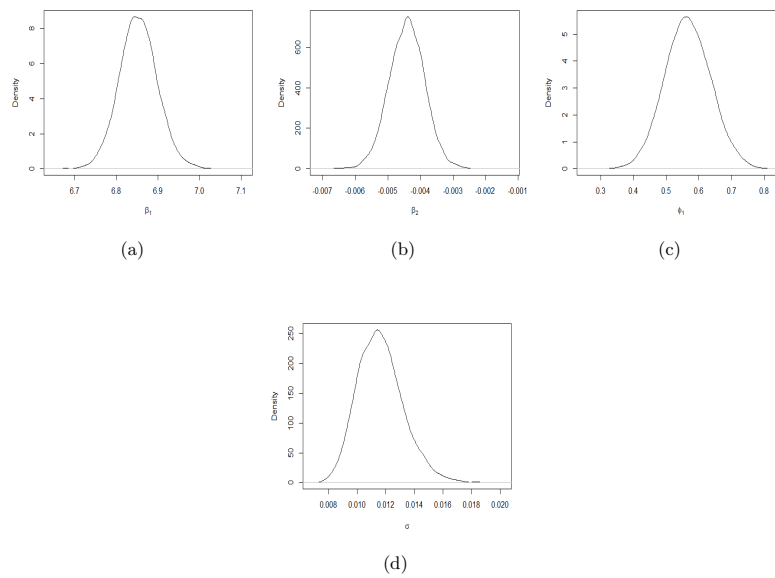 Density
8
6
4
2
0
6.7 6.8 6.9 7.0 7.1
β1
(a)
Density
600
400
200
0
-0.007 -0.006 -0.005 -0.004 -0.003 -0.002 -0.001
β2
(b)
Density
5
4
3
2
1
0
0.3 0.4 0.5 0.6 0.7 0.8
ϕ1
(c)
Density
250
200
150
100
50
0
0.008 0.010 0.012 0.014 0.016 0.018 0.020
σ
(d)